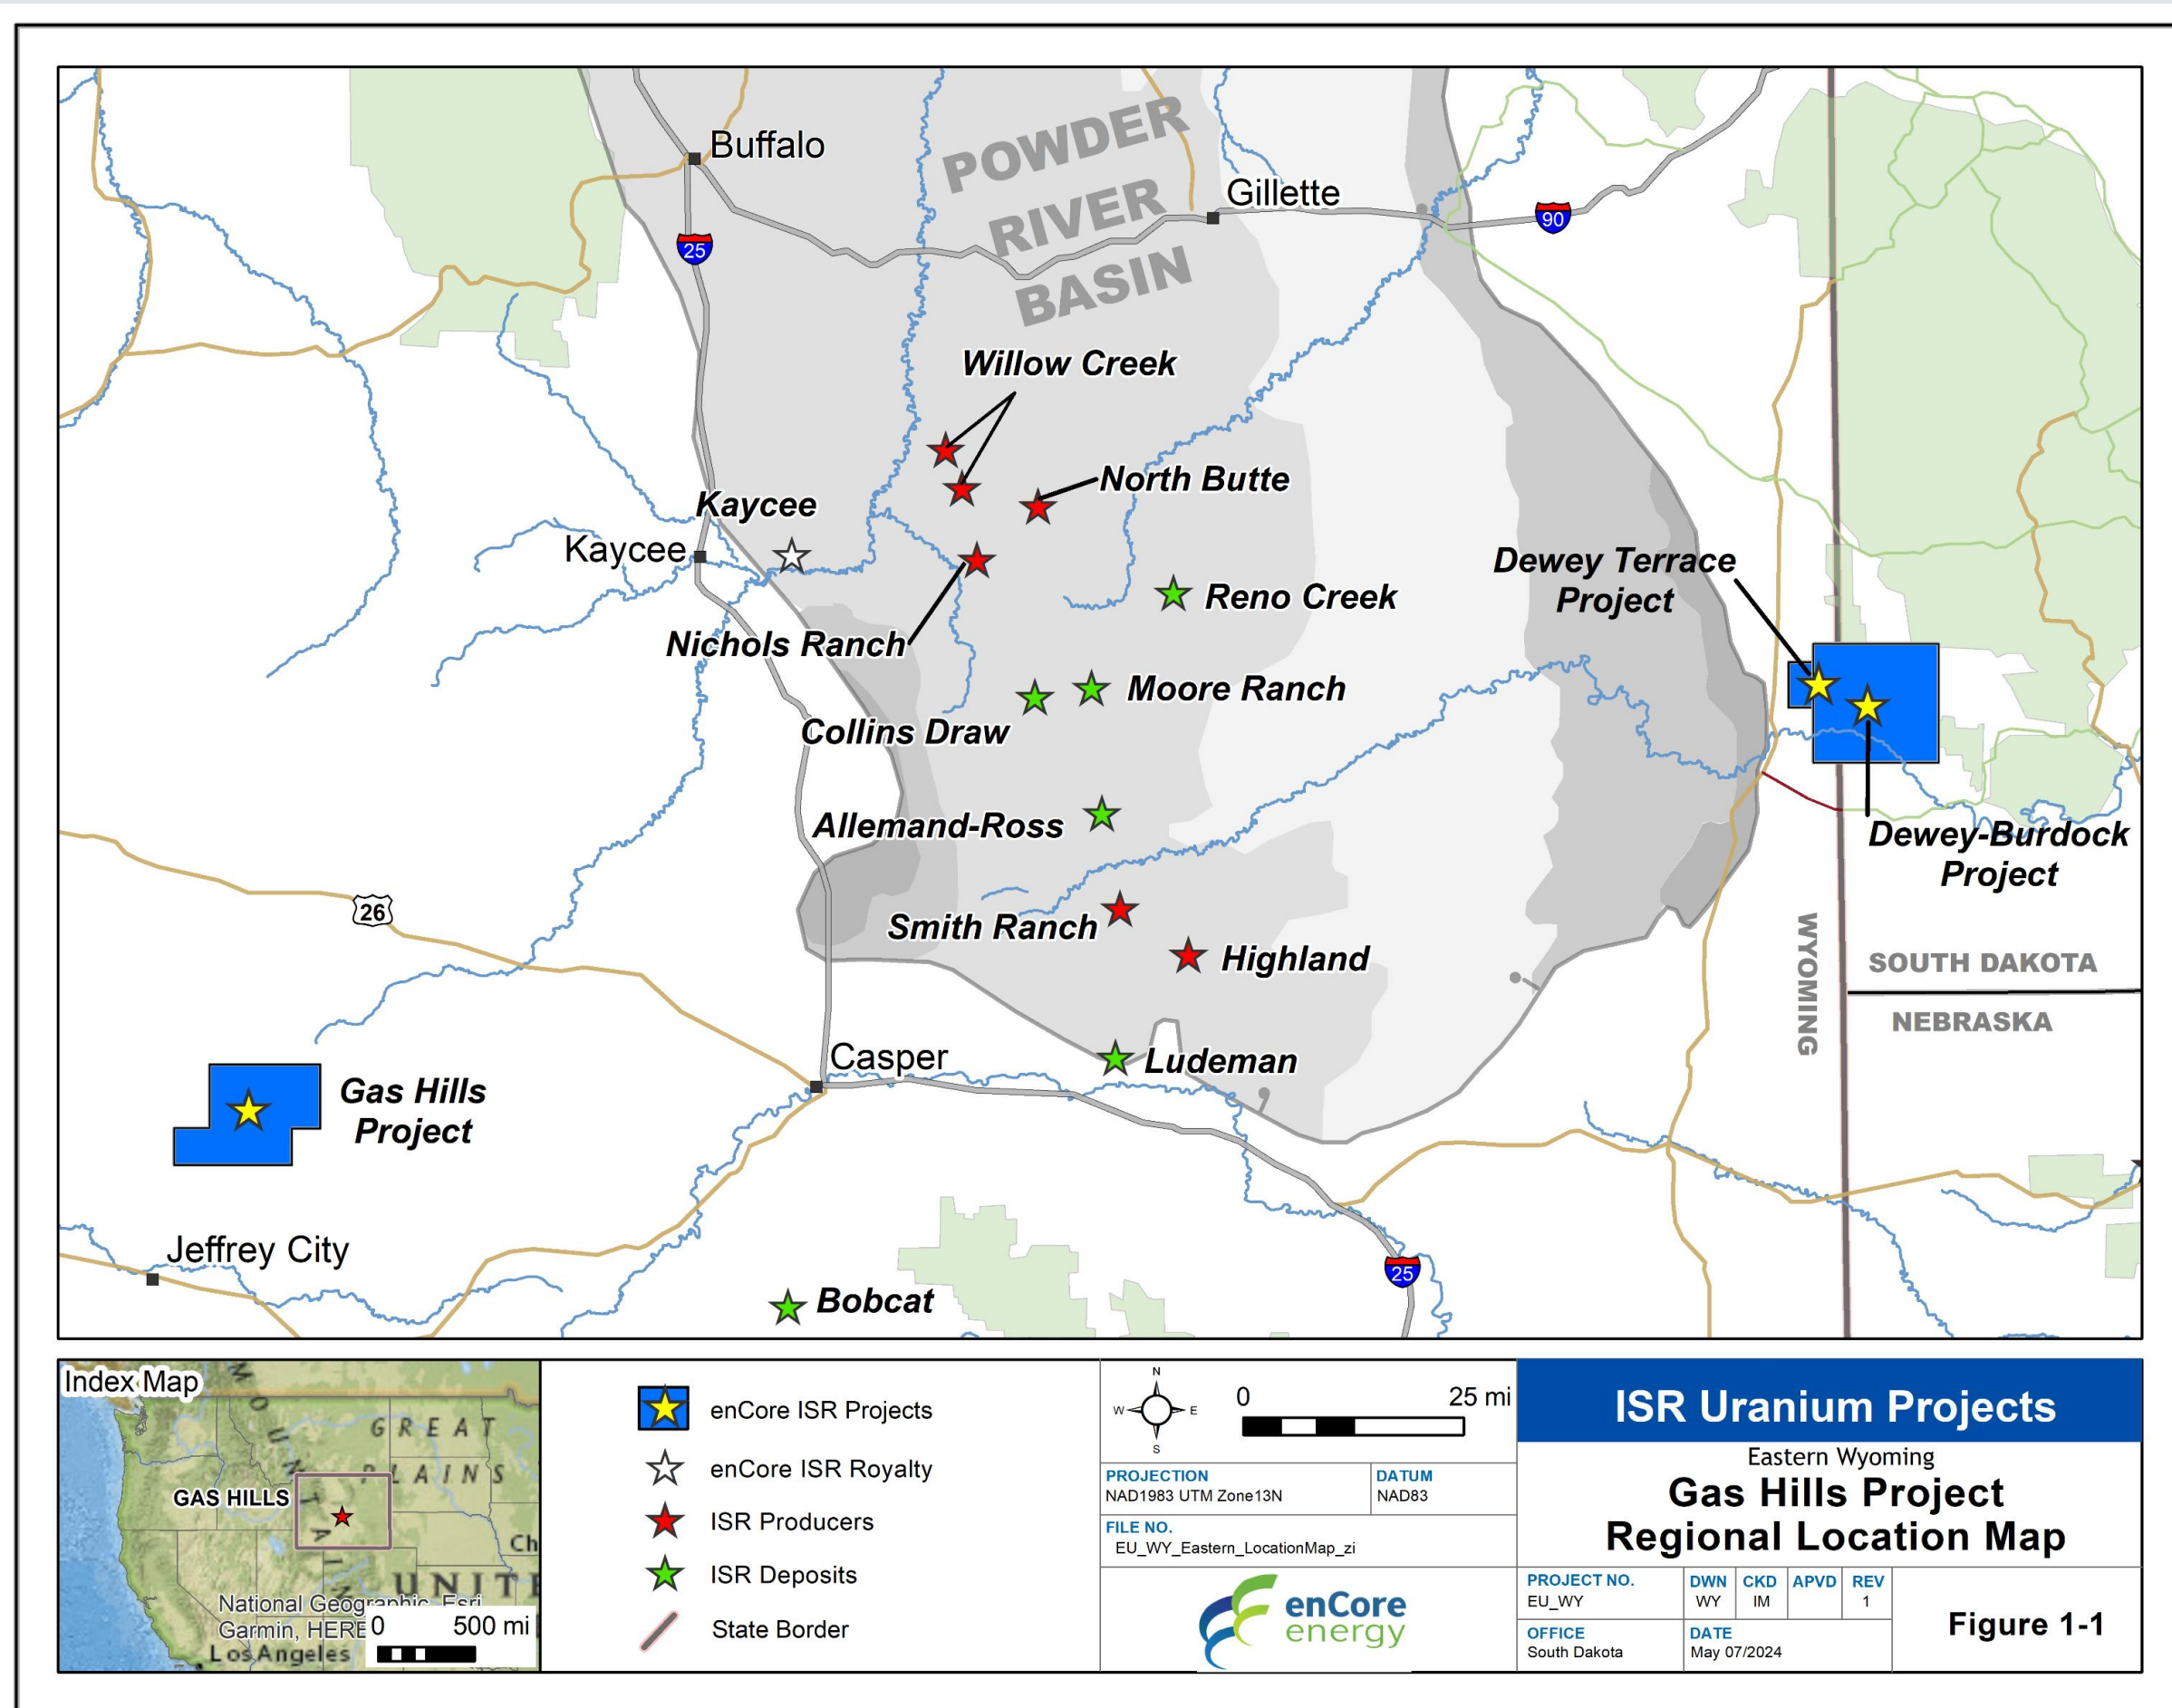 Buffalo
POWDER
RIVER
BASIN
Gillette
25
90
Willow Creek
North Butte
Kaycee
Kaycee
Nichols Ranch
Reno Creek
Dewey Terrace
Project
Moore Ranch
Collins Draw
Allemand-Ross
Dewey-Burdock
Project
26
Smith Ranch
Highland
WYOMING
SOUTH DAKOTA
NEBRASKA
Casper
Ludeman
Gas Hills
Project
Jeffrey City
Bobcat
25
Index Map
GREAT
PLAINS
GAS HILLS
MOUNTAIN
UNITE
Ch
National Geographic, Esri
Garmin, HERE
Los Angeles
0 500 mi
enCore ISR Projects
enCore ISR Royalty
ISR Producers
ISR Deposits
State Border
N
W E
S
0 25 mi
PROJECTION
NAD1983 UTM Zone13N
DATUM
NAD83
FILE NO.
EU_WY_Eastern_LocationMap_zi
enCore
energy
ISR Uranium Projects
Eastern Wyoming
Gas Hills Project
Regional Location Map
PROJECT NO.
EU_WY
DWN
WY
CKD
IM
APVD
REV
1
OFFICE
South Dakota
DATE
May 07/2024
Figure 1-1